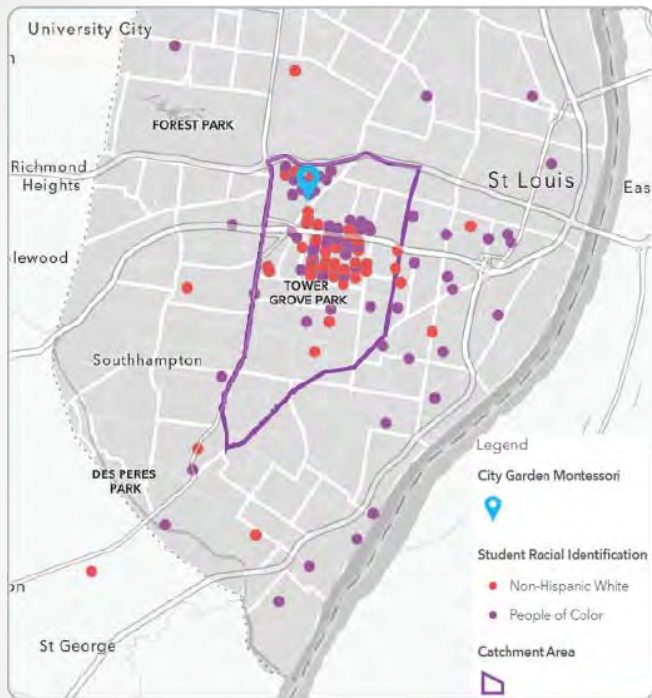 University City
FOREST PARK
Richmond
Heights
St Louis
Eas
lewood
TOWER
GROVE PARK
Southhampton
DES PERES
PARK
St George
Legend
City Garden Montessori
Student Racial Identification
Non-Hispanic White
People of Color
Catchment Area